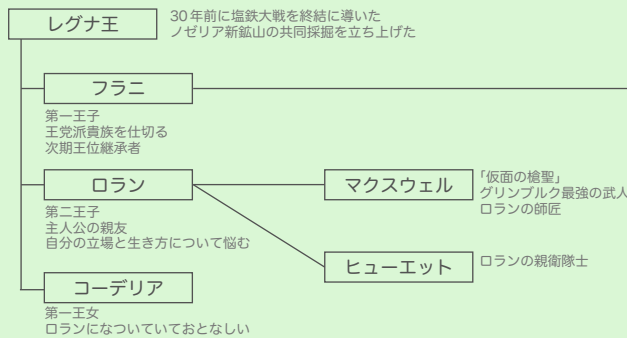 レグナ王
30年前に塩鉄大戦を終結に導いた
ノゼリア新鉱山の共同採掘を立ち上げた
フラニ
第一王子
王党派貴族を仕切る
次期王位継承者
ロラン
第二王子
主人公の親友
自分の立場と生き方について悩む
マクスウェル
「仮面の槍聖」
グリンブルク最強の武人
ロランの師匠
ヒューエット
ロランの親衛隊士
コーデリア
第一王女
ロランになついていておとなしい